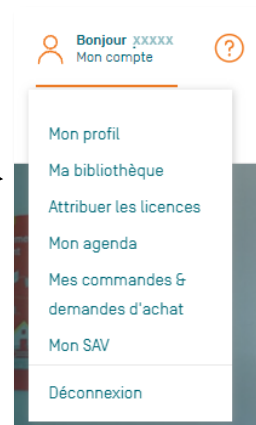 Bonjour xxxxx
Mon compte
?
Mon profil
Ma bibliothèque
Attribuer les licences
Mon agenda
Mes commandes &
demandes d'achat
Mon SAV
Déconnexion